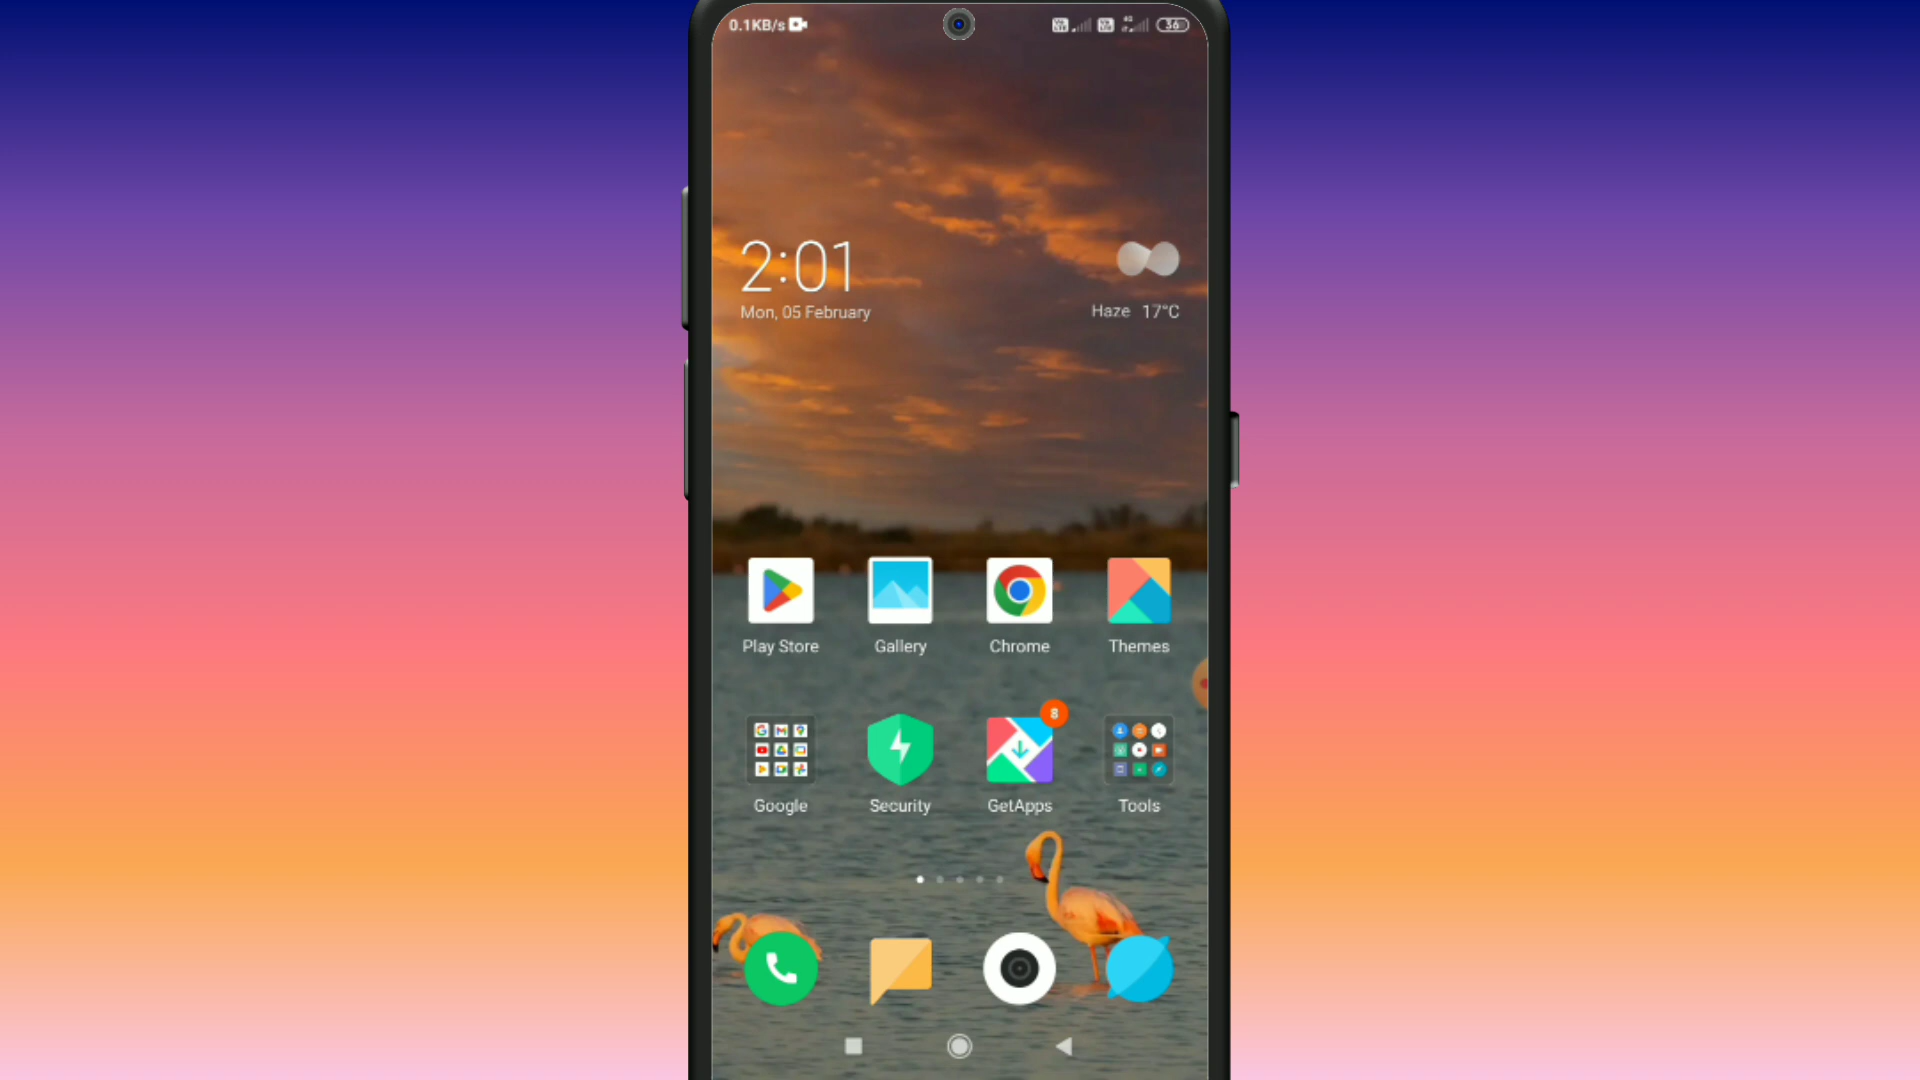 0.1KB/s
36
2:01
Mon, 05 February
Haze 17°C
Play Store
Gallery
Chrome
Themes
8
Google
Security
GetApps
Tools